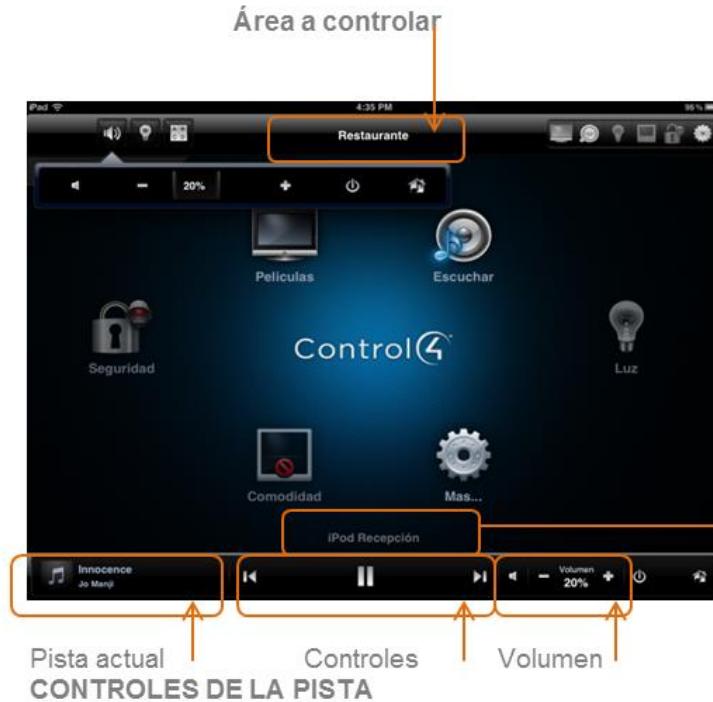 Área a controlar
iPad
4:35 PM
96%
Restaurante
20%
Peliculas
Escuchar
Seguridad
Control4
Luz
Comodidad
Mas...
iPod Recepción
Innocence
Jo Manji
Volumen
20%
Pista actual
Controles
Volumen
CONTROLES DE LA PISTA